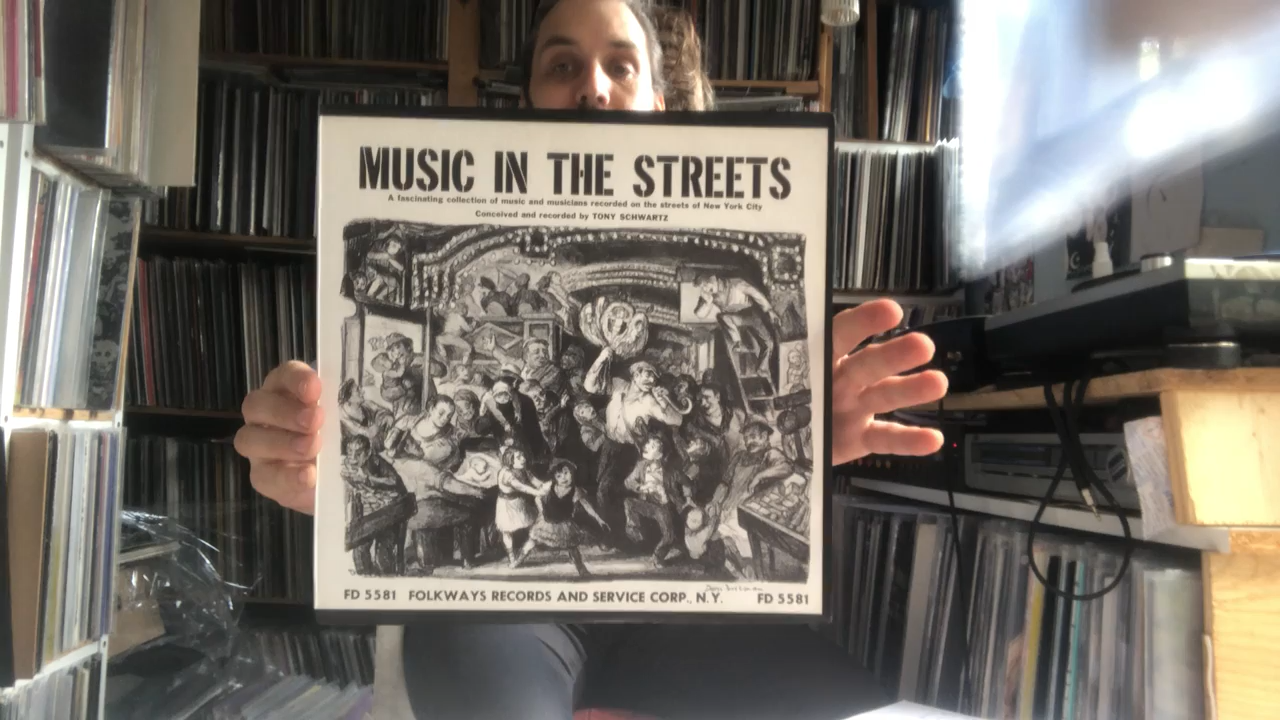 MUSIC IN THE STREETS
A fascinating collection of music and musicians recorded on the streets of New York City
Conceived and recorded by TONY SCHWARTZ
FD 5581 FOLKWAYS RECORDS AND SERVICE CORP., N.Y. FD 5581